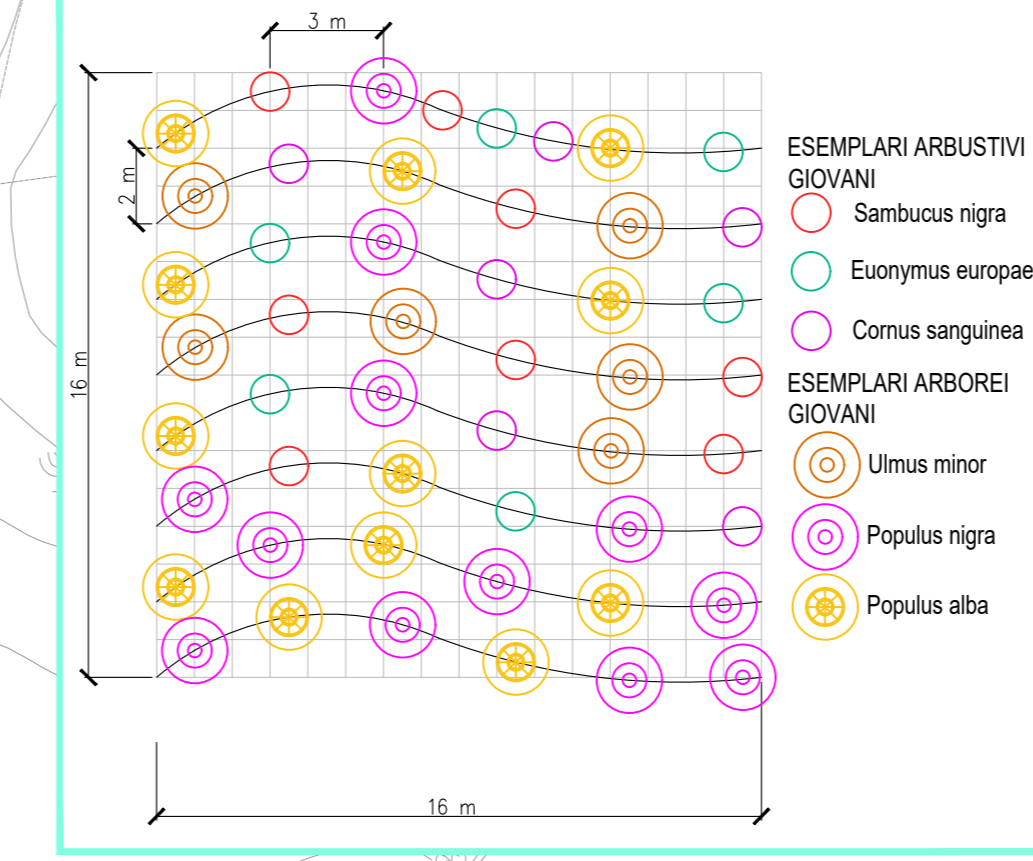 3 m
2 m
16 m
16 m
ESEMPLARI ARBUSTIVI
GIOVANI
Sambucus nigra
Euonymus europae
Cornus sanguinea
ESEMPLARI ARBOREI
GIOVANI
Ulmus minor
Populus nigra
Populus alba